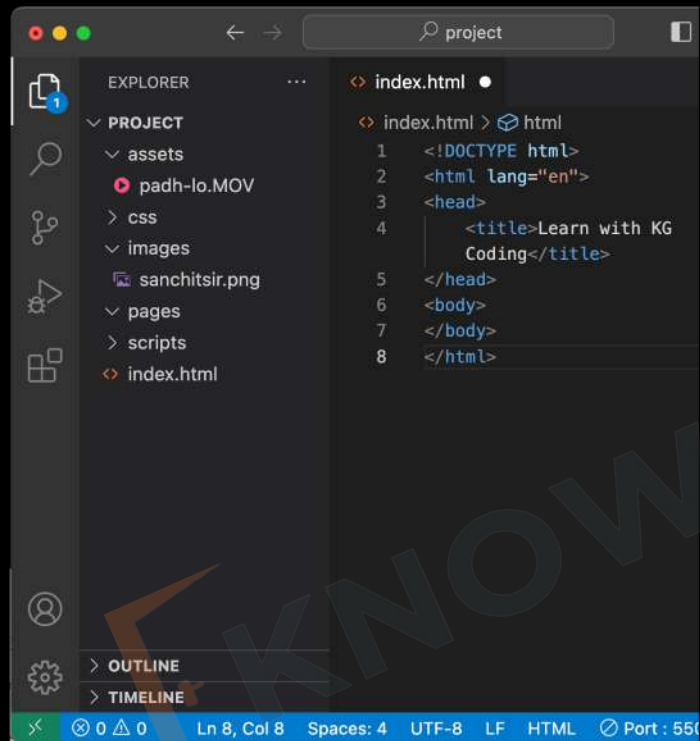 project
EXPLORER ...
index.html
PROJECT
assets
padh-lo.MOV
css
images
sanchitsir.png
pages
scripts
index.html
index.html > html
1 <!DOCTYPE html>
2 <html lang="en">
3 <head>
4 <title>Learn with KG
Coding</title>
5 </head>
6 <body>
7 </body>
8 </html>
1
KNOW
OUTLINE
TIMELINE
0 0 Ln 8, Col 8 Spaces: 4 UTF-8 LF HTML Port : 550